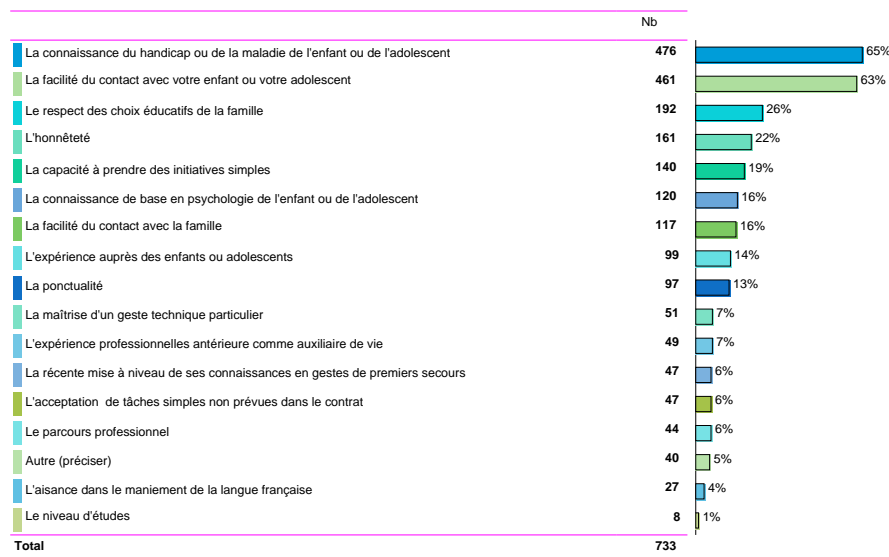 Nb
La connaissance du handicap ou de la maladie de l'enfant ou de l'adolescent 476 65%
La facilité du contact avec votre enfant ou votre adolescent 461 63%
Le respect des choix éducatifs de la famille 192 26%
L'honnêteté 161 22%
La capacité à prendre des initiatives simples 140 19%
La connaissance de base en psychologie de l'enfant ou de l'adolescent 120 16%
La facilité du contact avec la famille 117 16%
L'expérience auprès des enfants ou adolescents 99 14%
La ponctualité 97 13%
La maîtrise d'un geste technique particulier 51 7%
L'expérience professionnelles antérieure comme auxiliaire de vie 49 7%
La récente mise à niveau de ses connaissances en gestes de premiers secours 47 6%
L'acceptation de tâches simples non prévues dans le contrat 47 6%
Le parcours professionnel 44 6%
Autre (préciser) 40 5%
L'aisance dans le maniement de la langue française 27 4%
Le niveau d'études 8 1%
Total 733